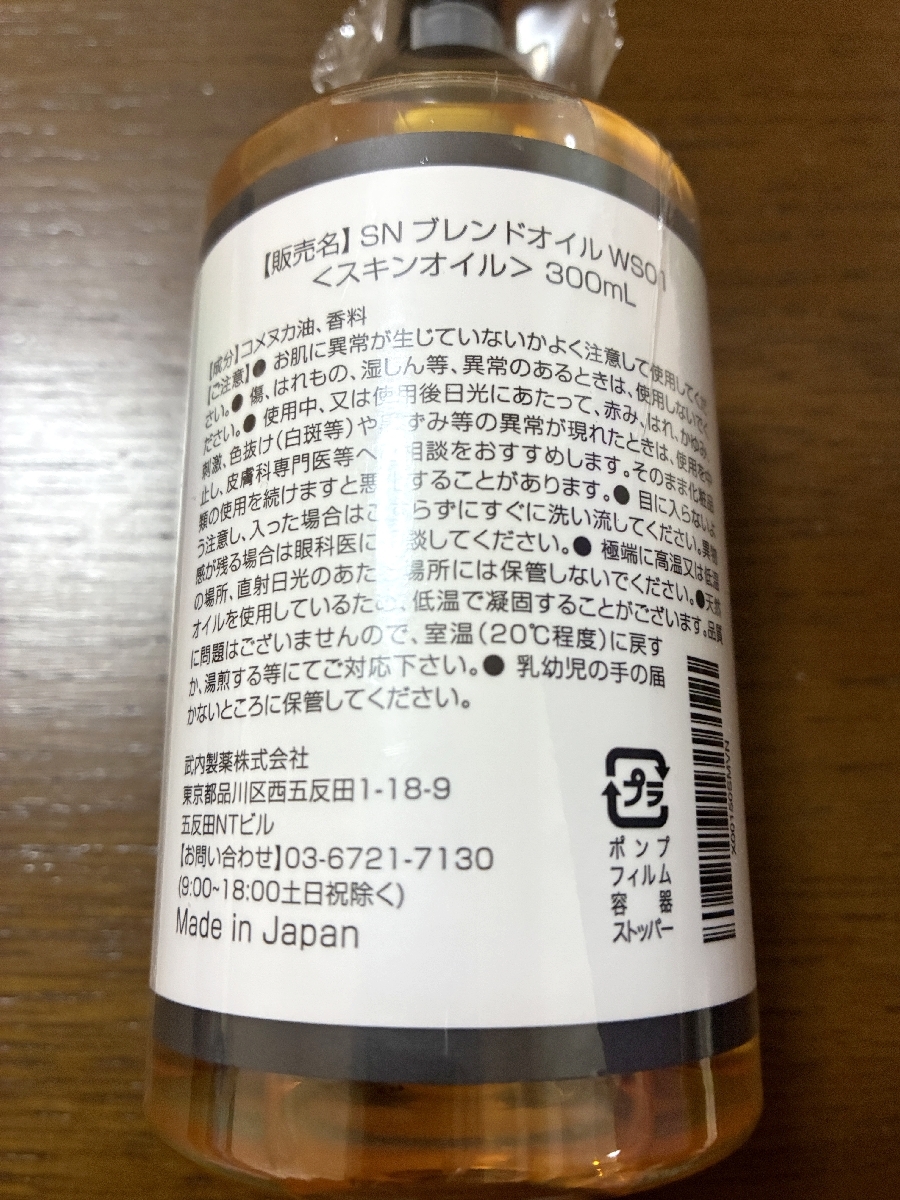 【販売名】SN ブレンドオイル WS01
＜スキンオイル＞ 300mL
【成分】コメヌカ油、香料
【ご注意】● お肌に異常が生じていないかよく注意して使用してくだ
さい。● 傷、はれもの、湿しん等、異常のあるときは、使用しないでく
ださい。● 使用中、又は使用後日光にあたって、赤み、はれ、かゆみ、
刺激、色抜け(白斑等)や ずみ等の異常が現れたときは、使用を中
止し、皮膚科専門医等へ 相談をおすすめします。そのまま化粧品
類の使用を続けますと悪 することがあります。● 目に入らないよ
う注意し、入った場合はこ らずにすぐに洗い流してください。異物
感が残る場合は眼科医に 談してください。● 極端に高温又は低温
の場所、直射日光のあた 場所には保管しないでください。●天然
オイルを使用しているため、低温で凝固することがございます。品質
に問題はございませんので、室温(20℃程度)に戻す
か、湯煎する等にてご対応下さい。● 乳幼児の手の届
かないところに保管してください。
武内製薬株式会社
東京都品川区西五反田1-18-9
五反田NTビル
【お問い合わせ】03-6721-7130
(9:00~18:00土日祝除く)
Made in Japan
プラ
ポンプ
フィルム
容器
ストッパー